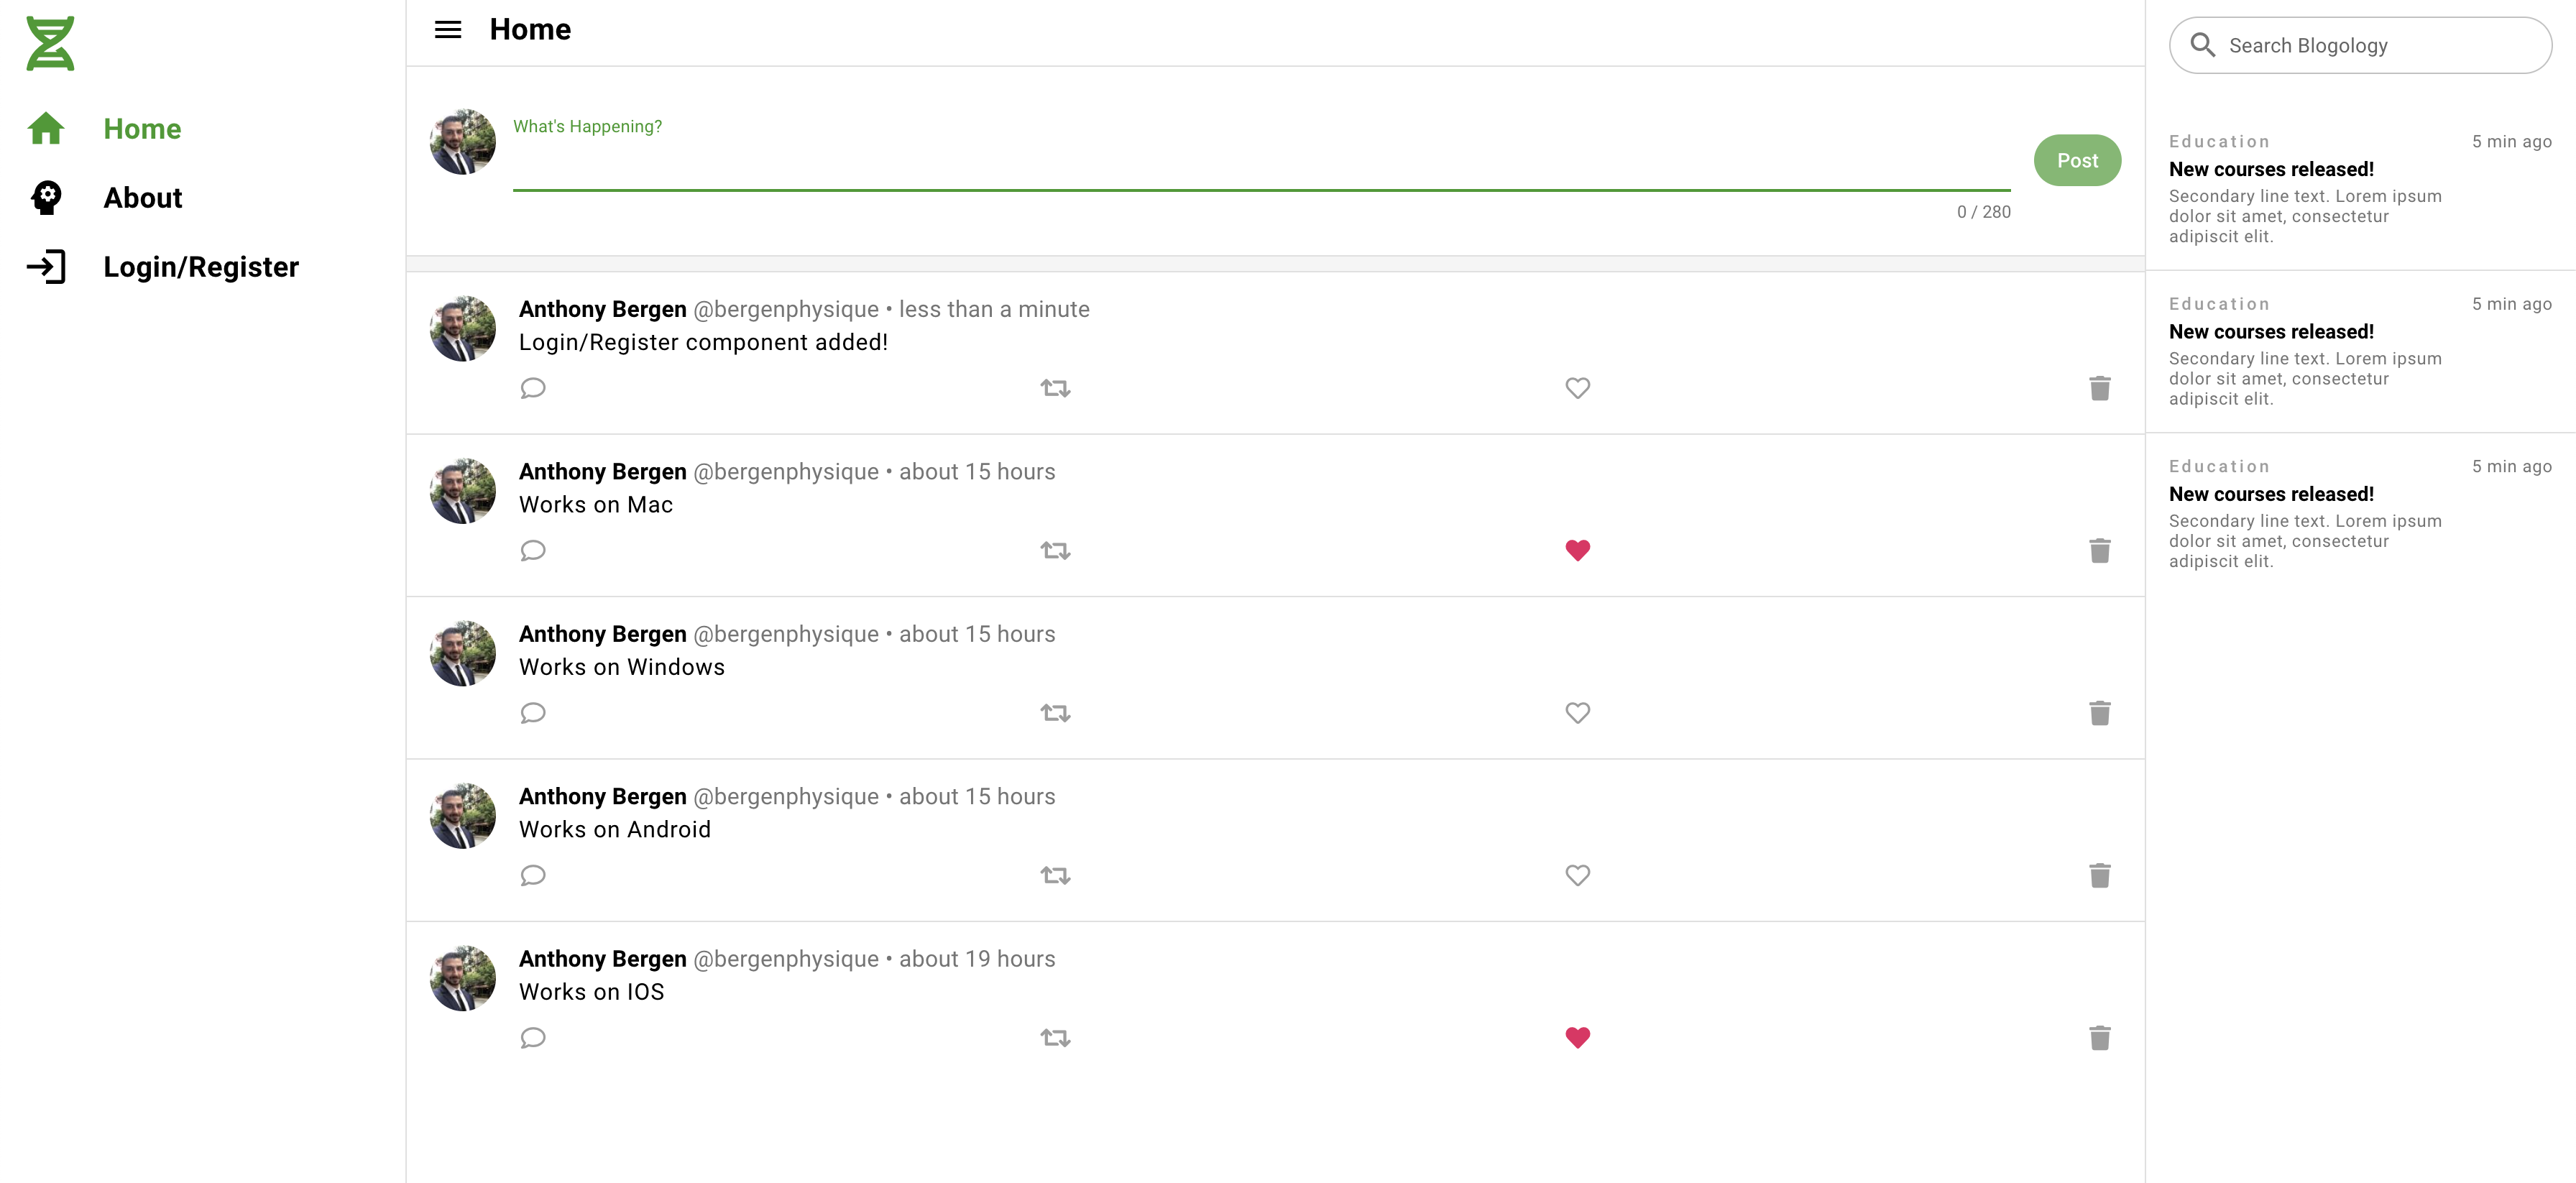 Home
About
Login/Register
Home
What's Happening?
Post
0 / 280
Anthony Bergen @bergenphysique • less than a minute
Login/Register component added!
Anthony Bergen @bergenphysique • about 15 hours
Works on Mac
Anthony Bergen @bergenphysique • about 15 hours
Works on Windows
Anthony Bergen @bergenphysique • about 15 hours
Works on Android
Anthony Bergen @bergenphysique • about 19 hours
Works on IOS
Search Blogology
Education 5 min ago
New courses released!
Secondary line text. Lorem ipsum
dolor sit amet, consectetur
adipiscit elit.
Education 5 min ago
New courses released!
Secondary line text. Lorem ipsum
dolor sit amet, consectetur
adipiscit elit.
Education 5 min ago
New courses released!
Secondary line text. Lorem ipsum
dolor sit amet, consectetur
adipiscit elit.